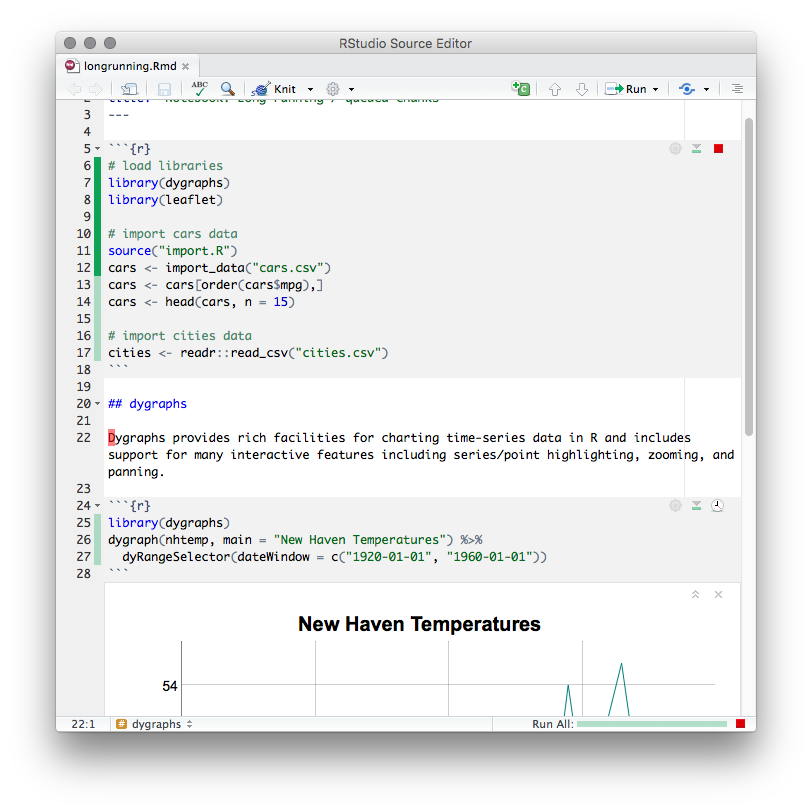 RStudio Source Editor
longrunning.Rmd
ABC Knit Run
2 title: "Notebook: Long running / queued chunks"
3 ---
4
5 ```{r}
6 # load libraries
7 library(dygraphs)
8 library(leaflet)
9
10 # import cars data
11 source("import.R")
12 cars <- import_data("cars.csv")
13 cars <- cars[order(cars$mpg),]
14 cars <- head(cars, n = 15)
15
16 # import cities data
17 cities <- readr::read_csv("cities.csv")
18 ```
19
20 ## dygraphs
21
22 Dygraphs provides rich facilities for charting time-series data in R and includes
support for many interactive features including series/point highlighting, zooming, and
panning.
23
24 ```{r}
25 library(dygraphs)
26 dygraph(nhtemp, main = "New Haven Temperatures") %>%
27 dyRangeSelector(dateWindow = c("1920-01-01", "1960-01-01"))
28 ```
New Haven Temperatures
54
22:1 # dygraphs Run All: